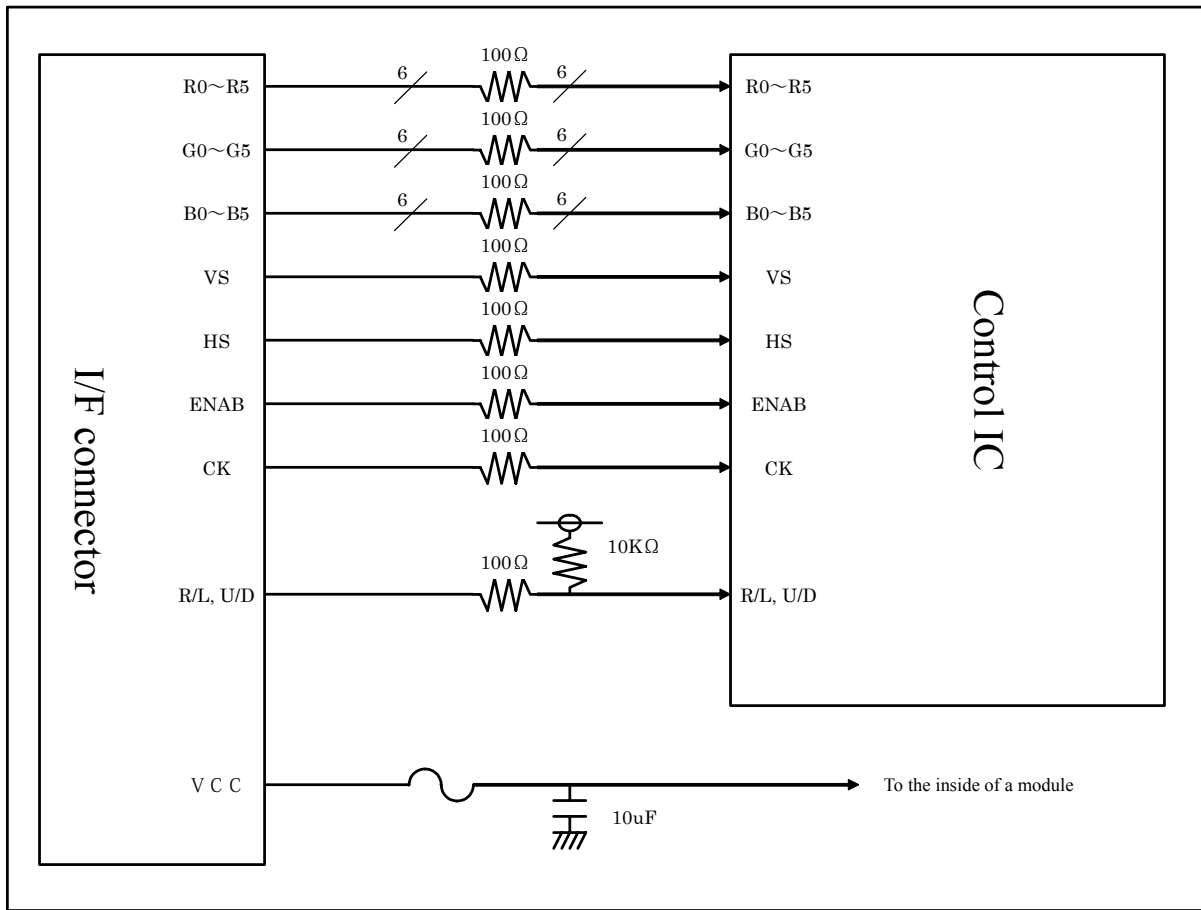 100Ω
R0～R5 6 6 R0～R5
100Ω
G0～G5 6 6 G0～G5
100Ω
B0～B5 6 6 B0～B5
100Ω
VS VS
100Ω
HS HS
100Ω
ENAB ENAB
100Ω
CK CK
I/F connector
Control IC
10KΩ
100Ω
R/L, U/D R/L, U/D
ＶＣＣ To the inside of a module
10uF